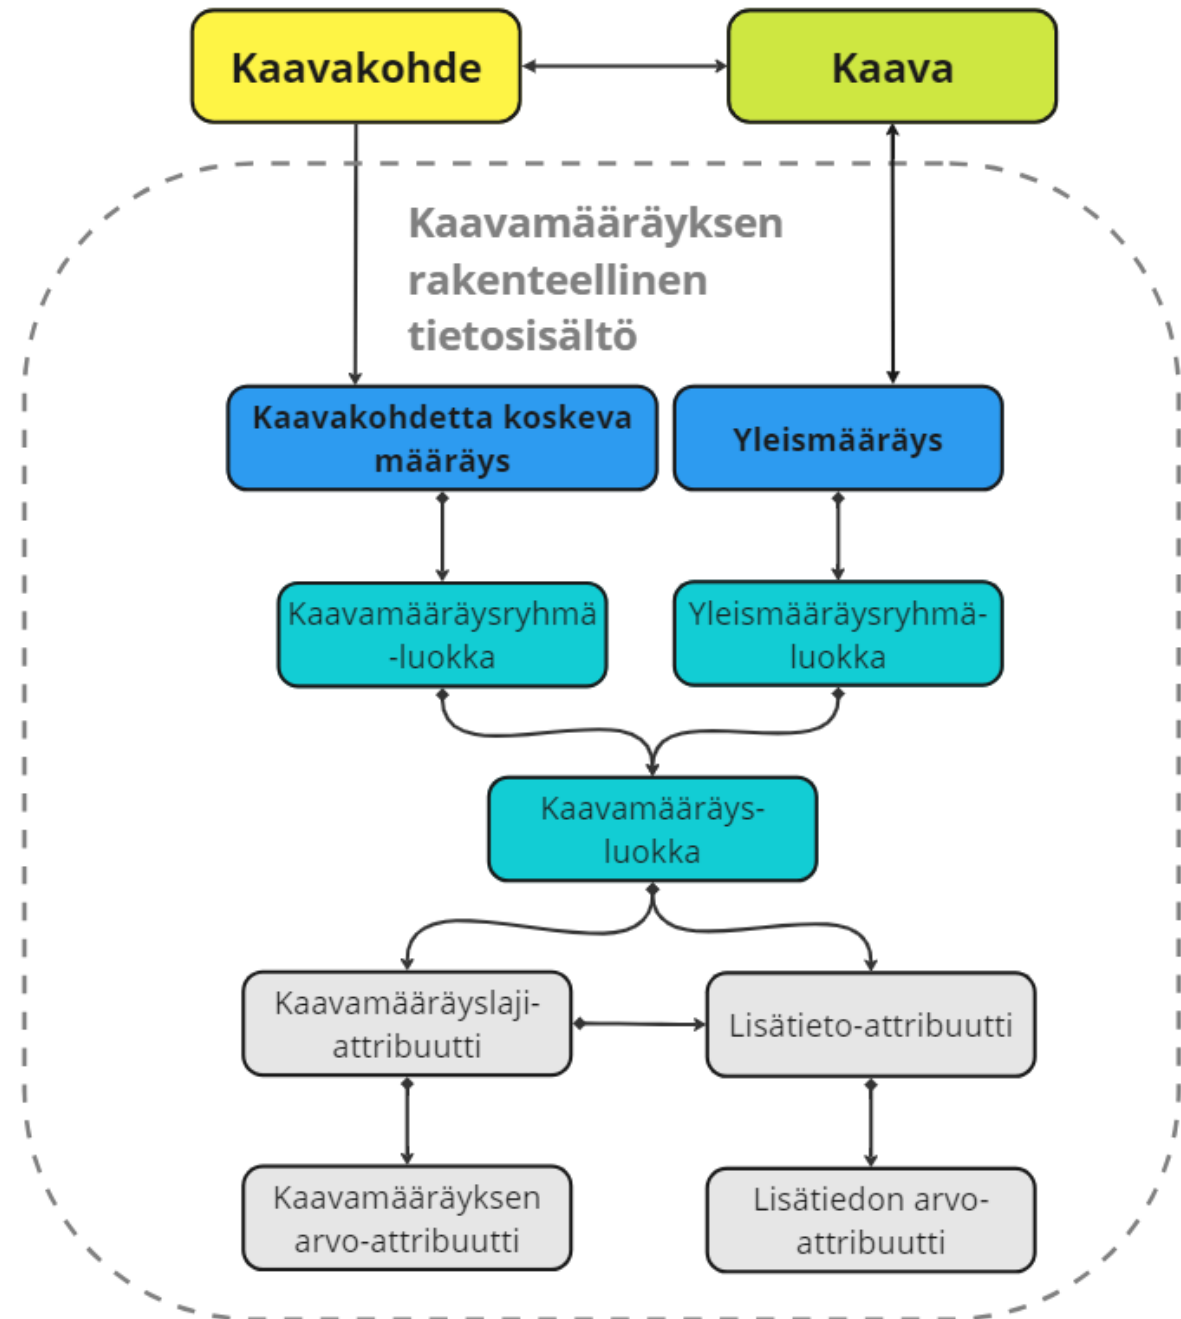 Kaavakohde
Kaava
Kaavamääräyksen
rakenteellinen
tietosisältö
Kaavakohdetta koskeva
määräys
Yleismääräys
Kaavamääräysryhmä
-luokka
Yleismääräysryhmä-
luokka
Kaavamääräys-
luokka
Kaavamääräyslaji-
attribuutti
Lisätieto-attribuutti
Kaavamääräyksen
arvo-attribuutti
Lisätiedon arvo-
attribuutti